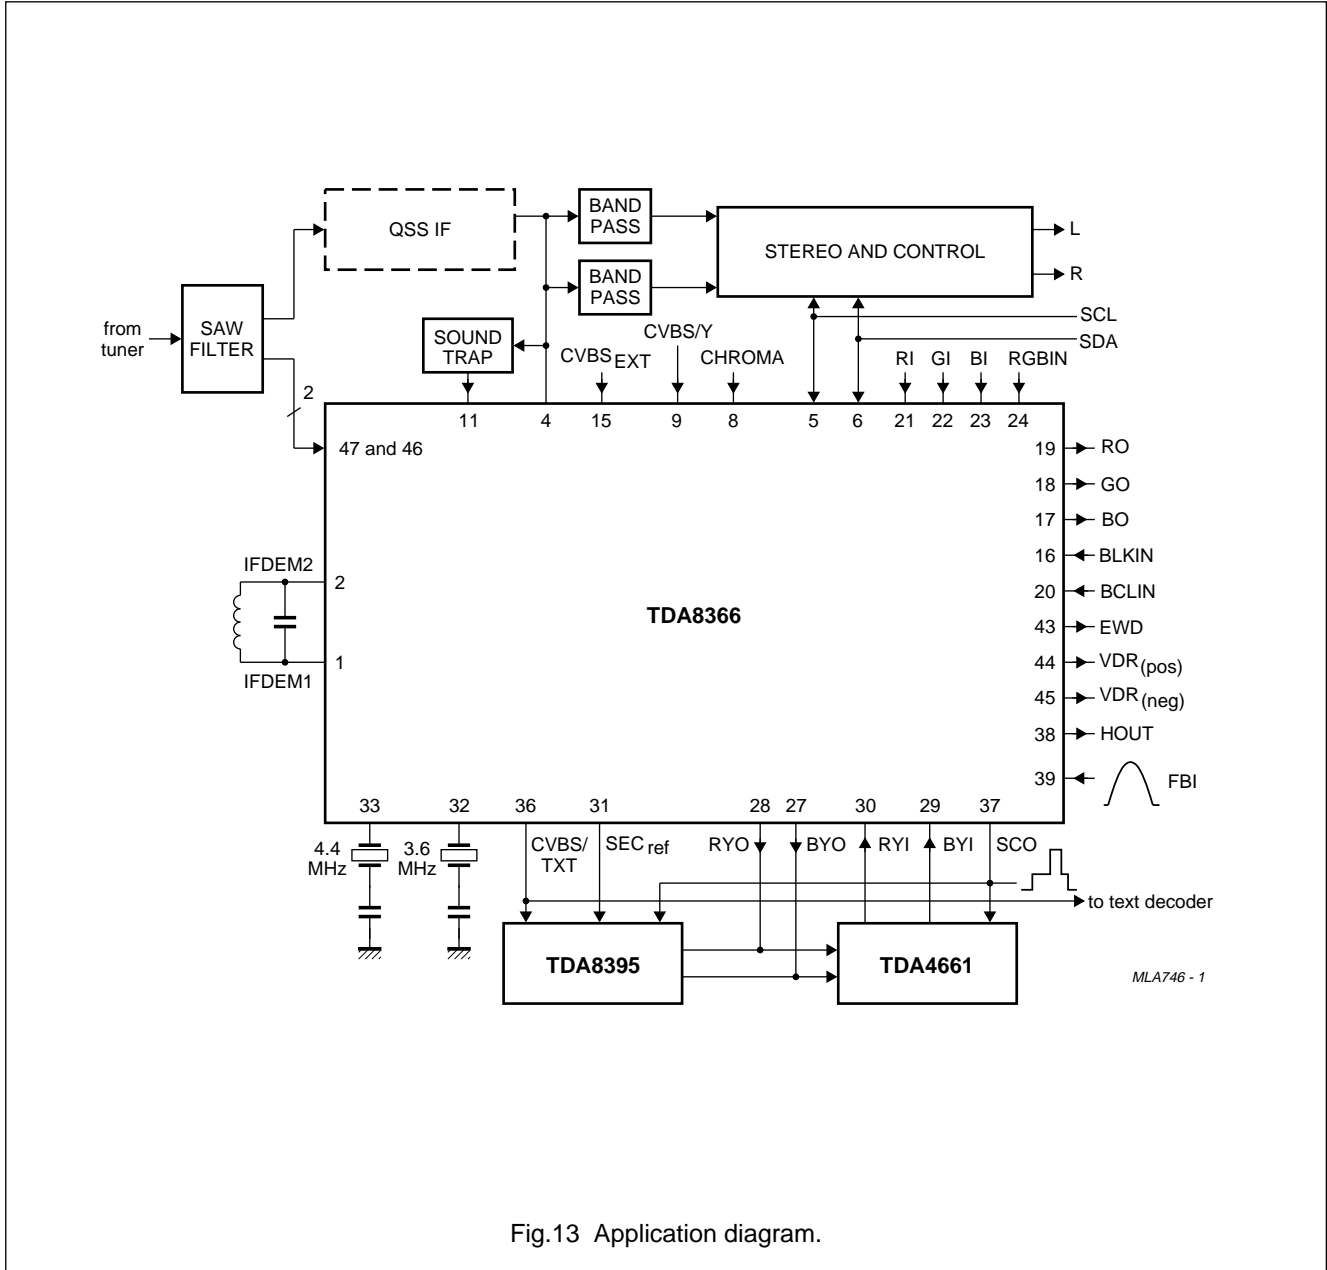 QSS IF
BAND PASS
STEREO AND CONTROL
L
R
BAND PASS
from tuner
SAW FILTER
SOUND TRAP
SCL
SDA
CVBS/Y
CVBS EXT
CHROMA
RI GI BI RGBIN
2
11 4 15 9 8 5 6 21 22 23 24
47 and 46
19 RO
18 GO
17 BO
16 BLKIN
20 BCLIN
43 EWD
44 VDR (pos)
45 VDR (neg)
38 HOUT
39 FBI
IFDEM2
2
TDA8366
1
IFDEM1
33 32 36 31 28 27 30 29 37
4.4 MHz
3.6 MHz
CVBS/ TXT
SEC ref
RYO BYO RYI BYI SCO
to text decoder
TDA8395
TDA4661
MLA746 - 1
Fig.13 Application diagram.